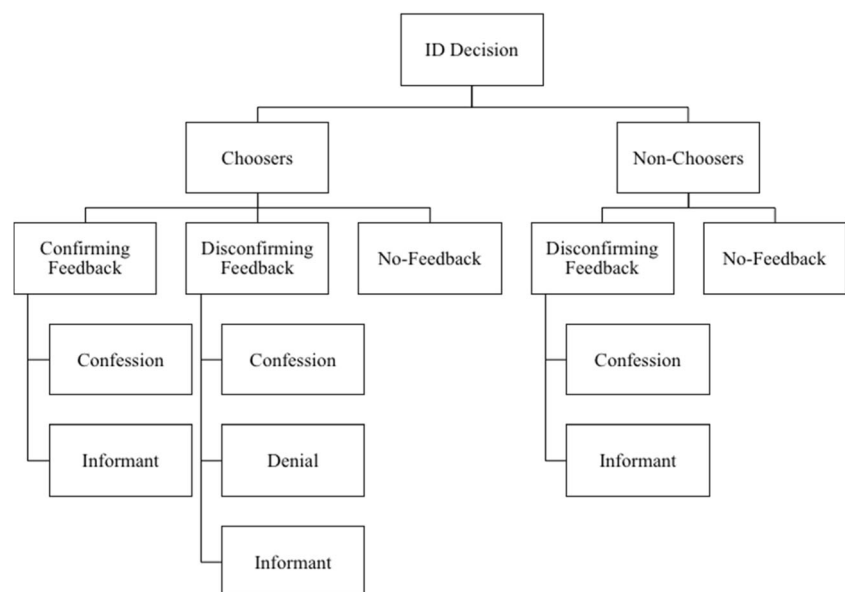 ID Decision
Choosers
Non-Choosers
Confirming
Feedback
Disconfirming
Feedback
No-Feedback
Disconfirming
Feedback
No-Feedback
Confession
Confession
Confession
Informant
Denial
Informant
Informant